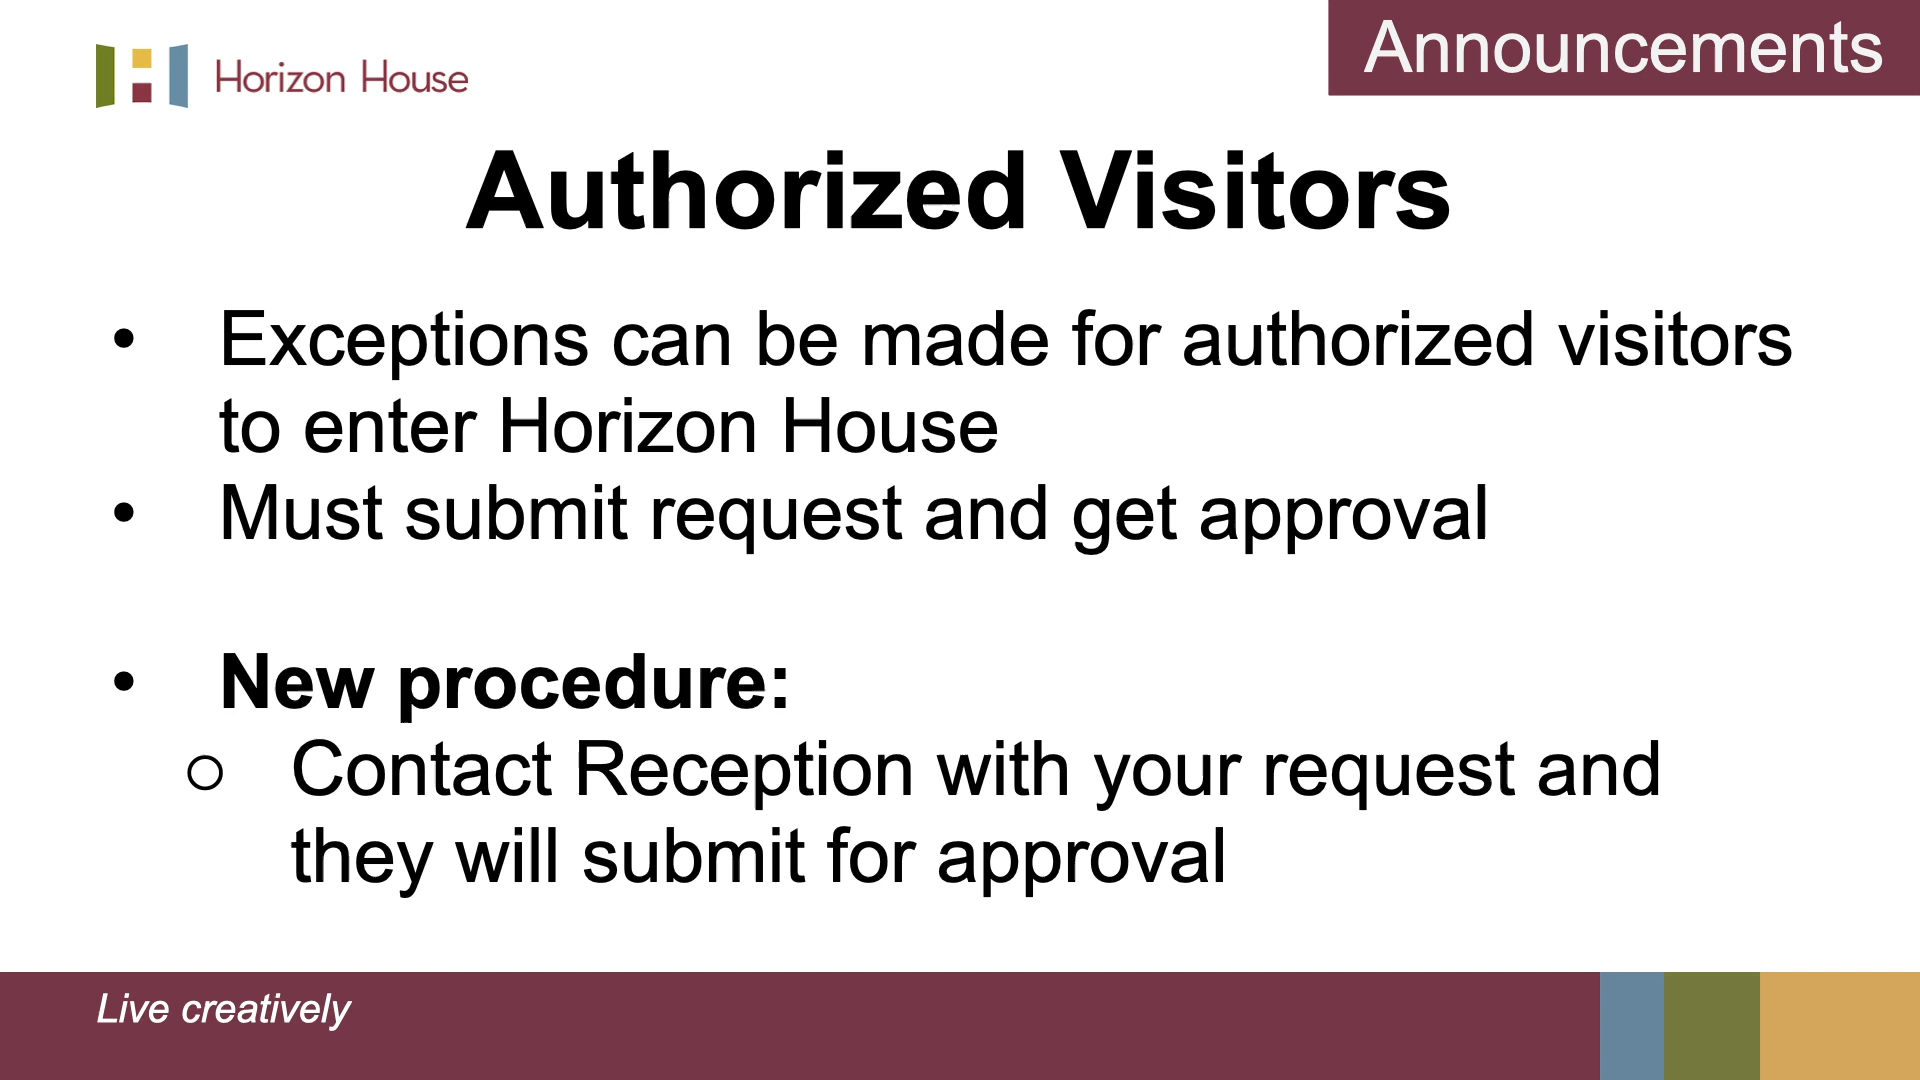 Horizon House
Announcements
Authorized Visitors
• Exceptions can be made for authorized visitors
to enter Horizon House
• Must submit request and get approval
• New procedure:
○ Contact Reception with your request and
they will submit for approval
Live creatively